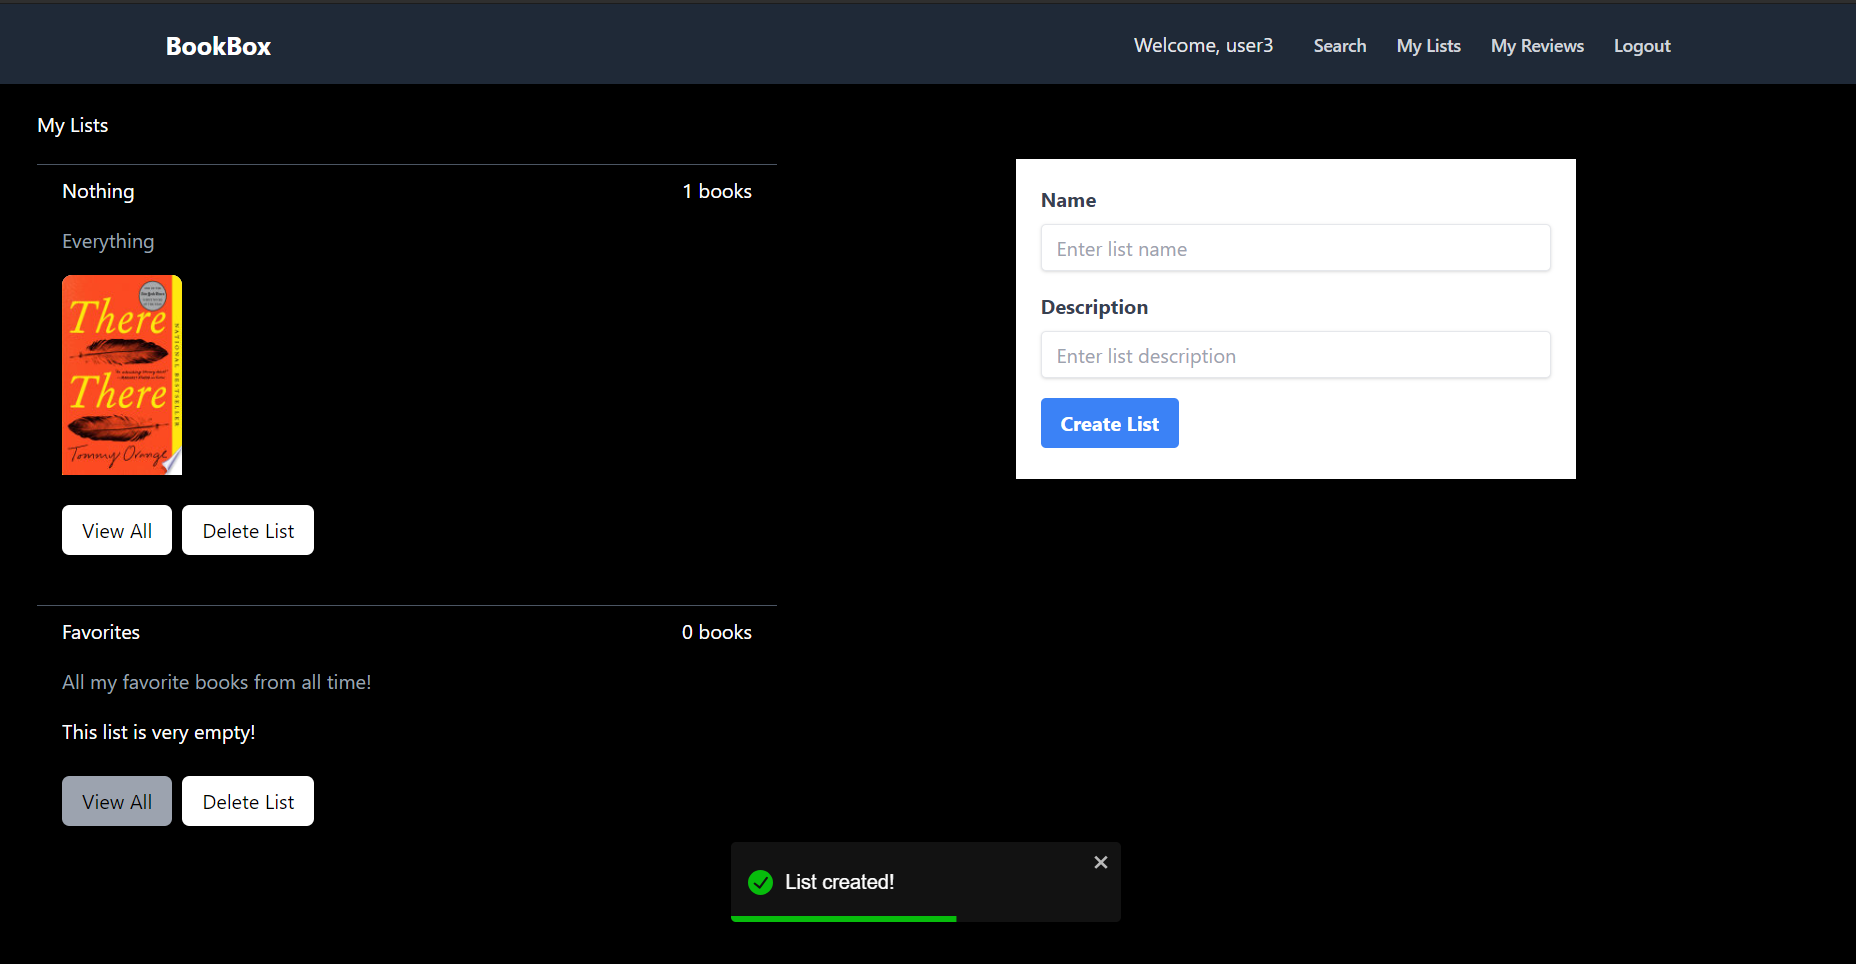 BookBox
Welcome, user3 Search My Lists My Reviews Logout
My Lists
Nothing 1 books
Everything
There
There
NATIONAL BESTSELLER
Tommy Orange
View All Delete List
Favorites 0 books
All my favorite books from all time!
This list is very empty!
View All Delete List
Name
Enter list name
Description
Enter list description
Create List
List created!